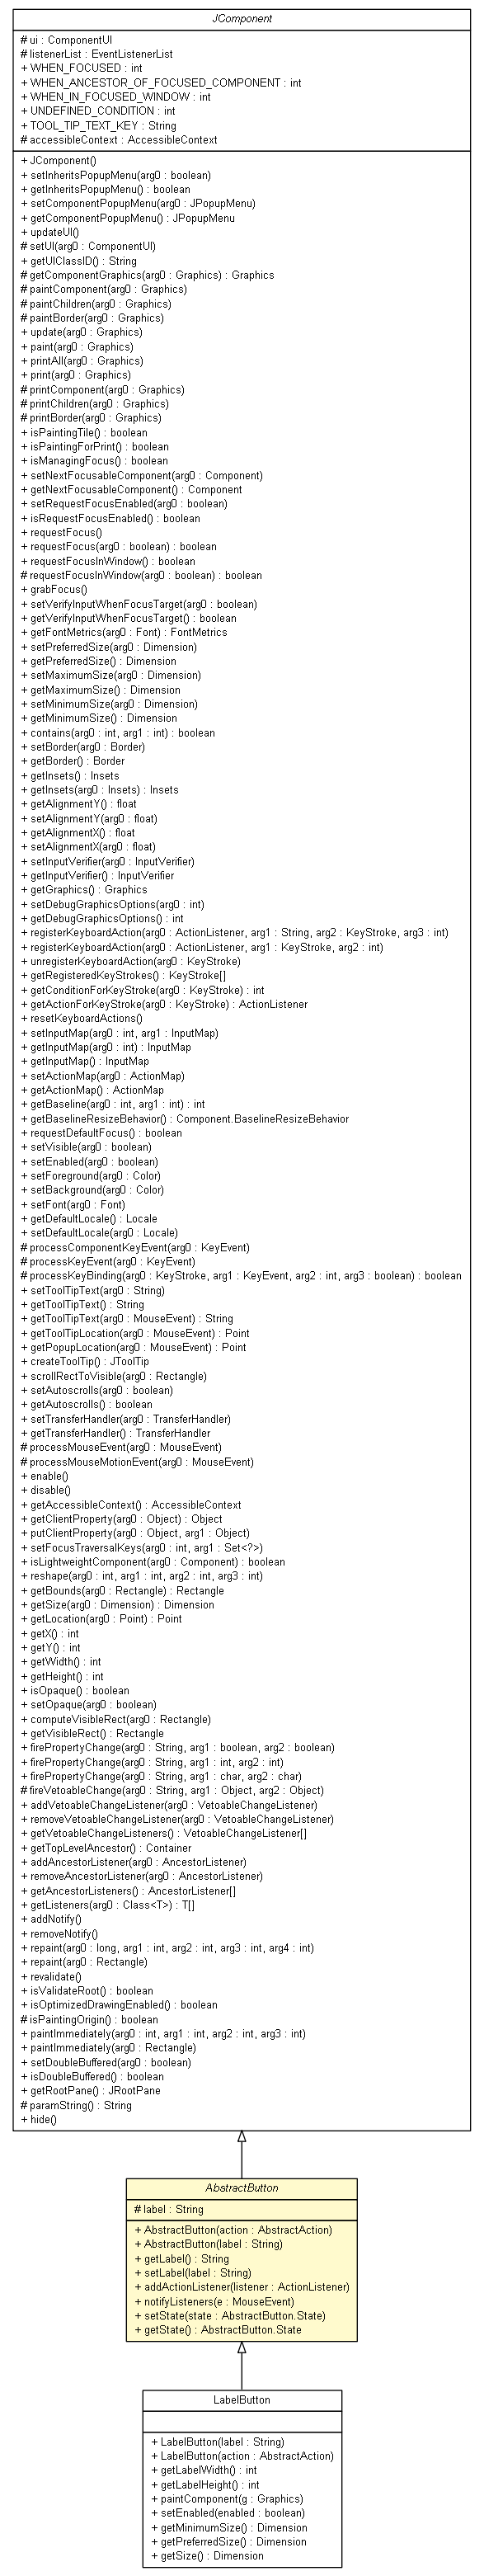 JComponent
# ui : ComponentUI
# listenerList : EventListenerList
+ WHEN_FOCUSED : int
+ WHEN_ANCESTOR_OF_FOCUSED_COMPONENT : int
+ WHEN_IN_FOCUSED_WINDOW : int
+ UNDEFINED_CONDITION : int
+ TOOL_TIP_TEXT_KEY : String
# accessibleContext : AccessibleContext
+ JComponent()
+ setInheritsPopupMenu(arg0 : boolean)
+ getInheritsPopupMenu() : boolean
+ setComponentPopupMenu(arg0 : JPopupMenu)
+ getComponentPopupMenu() : JPopupMenu
+ updateUI()
# setUI(arg0 : ComponentUI)
+ getUIClassID() : String
# getComponentGraphics(arg0 : Graphics) : Graphics
# paintComponent(arg0 : Graphics)
# paintChildren(arg0 : Graphics)
# paintBorder(arg0 : Graphics)
+ update(arg0 : Graphics)
+ paint(arg0 : Graphics)
+ printAll(arg0 : Graphics)
+ print(arg0 : Graphics)
# printComponent(arg0 : Graphics)
# printChildren(arg0 : Graphics)
# printBorder(arg0 : Graphics)
+ isPaintingTile() : boolean
+ isPaintingForPrint() : boolean
+ isManagingFocus() : boolean
+ setNextFocusableComponent(arg0 : Component)
+ getNextFocusableComponent() : Component
+ setRequestFocusEnabled(arg0 : boolean)
+ isRequestFocusEnabled() : boolean
+ requestFocus()
+ requestFocus(arg0 : boolean) : boolean
+ requestFocusInWindow() : boolean
# requestFocusInWindow(arg0 : boolean) : boolean
+ grabFocus()
+ setVerifyInputWhenFocusTarget(arg0 : boolean)
+ getVerifyInputWhenFocusTarget() : boolean
+ getFontMetrics(arg0 : Font) : FontMetrics
+ setPreferredSize(arg0 : Dimension)
+ getPreferredSize() : Dimension
+ setMaximumSize(arg0 : Dimension)
+ getMaximumSize() : Dimension
+ setMinimumSize(arg0 : Dimension)
+ getMinimumSize() : Dimension
+ contains(arg0 : int, arg1 : int) : boolean
+ setBorder(arg0 : Border)
+ getBorder() : Border
+ getInsets() : Insets
+ getInsets(arg0 : Insets) : Insets
+ getAlignmentY() : float
+ setAlignmentY(arg0 : float)
+ getAlignmentX() : float
+ setAlignmentX(arg0 : float)
+ setInputVerifier(arg0 : InputVerifier)
+ getInputVerifier() : InputVerifier
+ getGraphics() : Graphics
+ setDebugGraphicsOptions(arg0 : int)
+ getDebugGraphicsOptions() : int
+ registerKeyboardAction(arg0 : ActionListener, arg1 : String, arg2 : KeyStroke, arg3 : int)
+ registerKeyboardAction(arg0 : ActionListener, arg1 : KeyStroke, arg2 : int)
+ unregisterKeyboardAction(arg0 : KeyStroke)
+ getRegisteredKeyStrokes() : KeyStroke[]
+ getConditionForKeyStroke(arg0 : KeyStroke) : int
+ getActionForKeyStroke(arg0 : KeyStroke) : ActionListener
+ resetKeyboardActions()
+ setInputMap(arg0 : int, arg1 : InputMap)
+ getInputMap(arg0 : int) : InputMap
+ getInputMap() : InputMap
+ setActionMap(arg0 : ActionMap)
+ getActionMap() : ActionMap
+ getBaseline(arg0 : int, arg1 : int) : int
+ getBaselineResizeBehavior() : Component.BaselineResizeBehavior
+ requestDefaultFocus() : boolean
+ setVisible(arg0 : boolean)
+ setEnabled(arg0 : boolean)
+ setForeground(arg0 : Color)
+ setBackground(arg0 : Color)
+ setFont(arg0 : Font)
+ getDefaultLocale() : Locale
+ setDefaultLocale(arg0 : Locale)
# processComponentKeyEvent(arg0 : KeyEvent)
# processKeyEvent(arg0 : KeyEvent)
# processKeyBinding(arg0 : KeyStroke, arg1 : KeyEvent, arg2 : int, arg3 : boolean) : boolean
+ setToolTipText(arg0 : String)
+ getToolTipText() : String
+ getToolTipText(arg0 : MouseEvent) : String
+ getToolTipLocation(arg0 : MouseEvent) : Point
+ getPopupLocation(arg0 : MouseEvent) : Point
+ createToolTip() : JToolTip
+ scrollRectToVisible(arg0 : Rectangle)
+ setAutoscrolls(arg0 : boolean)
+ getAutoscrolls() : boolean
+ setTransferHandler(arg0 : TransferHandler)
+ getTransferHandler() : TransferHandler
# processMouseEvent(arg0 : MouseEvent)
# processMouseMotionEvent(arg0 : MouseEvent)
+ enable()
+ disable()
+ getAccessibleContext() : AccessibleContext
+ getClientProperty(arg0 : Object) : Object
+ putClientProperty(arg0 : Object, arg1 : Object)
+ setFocusTraversalKeys(arg0 : int, arg1 : Set<?>)
+ isLightweightComponent(arg0 : Component) : boolean
+ reshape(arg0 : int, arg1 : int, arg2 : int, arg3 : int)
+ getBounds(arg0 : Rectangle) : Rectangle
+ getSize(arg0 : Dimension) : Dimension
+ getLocation(arg0 : Point) : Point
+ getX() : int
+ getY() : int
+ getWidth() : int
+ getHeight() : int
+ isOpaque() : boolean
+ setOpaque(arg0 : boolean)
+ computeVisibleRect(arg0 : Rectangle)
+ getVisibleRect() : Rectangle
+ firePropertyChange(arg0 : String, arg1 : boolean, arg2 : boolean)
+ firePropertyChange(arg0 : String, arg1 : int, arg2 : int)
+ firePropertyChange(arg0 : String, arg1 : char, arg2 : char)
# fireVetoableChange(arg0 : String, arg1 : Object, arg2 : Object)
+ addVetoableChangeListener(arg0 : VetoableChangeListener)
+ removeVetoableChangeListener(arg0 : VetoableChangeListener)
+ getVetoableChangeListeners() : VetoableChangeListener[]
+ getTopLevelAncestor() : Container
+ addAncestorListener(arg0 : AncestorListener)
+ removeAncestorListener(arg0 : AncestorListener)
+ getAncestorListeners() : AncestorListener[]
+ getListeners(arg0 : Class<T>) : T[]
+ addNotify()
+ removeNotify()
+ repaint(arg0 : long, arg1 : int, arg2 : int, arg3 : int, arg4 : int)
+ repaint(arg0 : Rectangle)
+ revalidate()
+ isValidateRoot() : boolean
+ isOptimizedDrawingEnabled() : boolean
# isPaintingOrigin() : boolean
+ paintImmediately(arg0 : int, arg1 : int, arg2 : int, arg3 : int)
+ paintImmediately(arg0 : Rectangle)
+ setDoubleBuffered(arg0 : boolean)
+ isDoubleBuffered() : boolean
+ getRootPane() : JRootPane
# paramString() : String
+ hide()
AbstractButton
# label : String
+ AbstractButton(action : AbstractAction)
+ AbstractButton(label : String)
+ getLabel() : String
+ setLabel(label : String)
+ addActionListener(listener : ActionListener)
+ notifyListeners(e : MouseEvent)
+ setState(state : AbstractButton.State)
+ getState() : AbstractButton.State
LabelButton
+ LabelButton(label : String)
+ LabelButton(action : AbstractAction)
+ getLabelWidth() : int
+ getLabelHeight() : int
+ paintComponent(g : Graphics)
+ setEnabled(enabled : boolean)
+ getMinimumSize() : Dimension
+ getPreferredSize() : Dimension
+ getSize() : Dimension